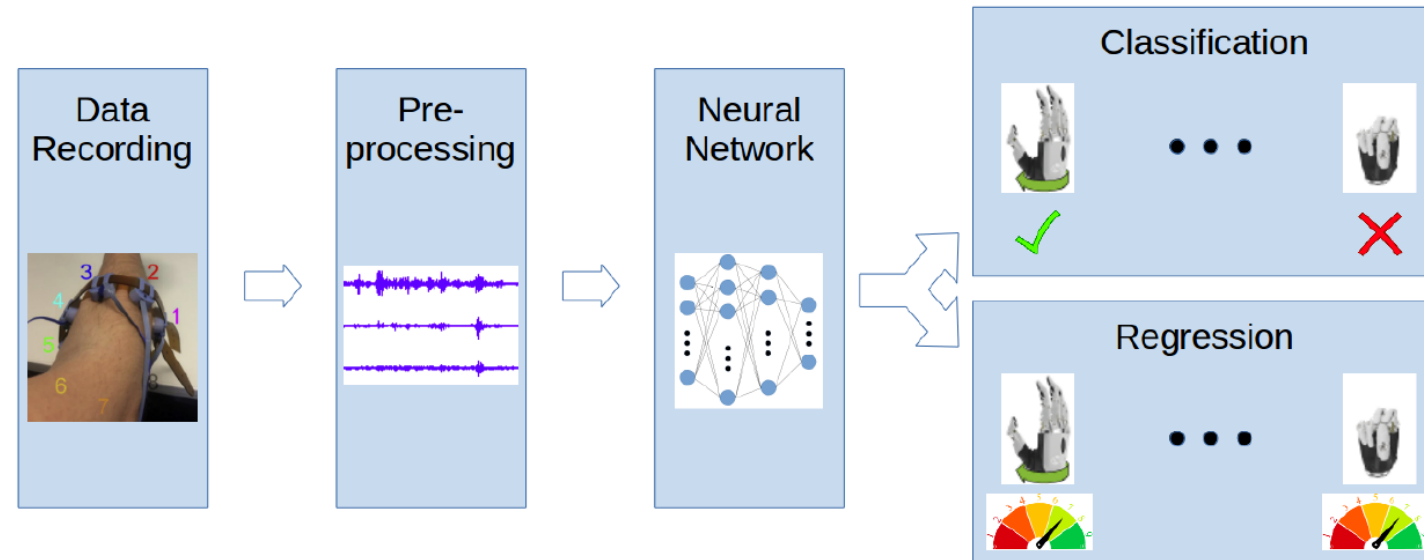 Data
Recording
Pre-
processing
Neural
Network
Classification
Regression
3
2
4
1
5
6
7